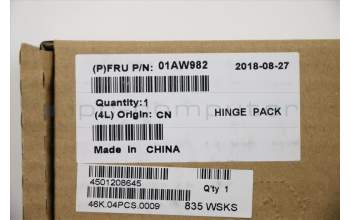 (P)FRU P/N: 01AW982 2018-08-27
Quantity:1
(4L) Origin: CN HINGE PACK
Made in CHINA
4501208645 Q'ty 1
46K.04PCS.0009 835 WSKS